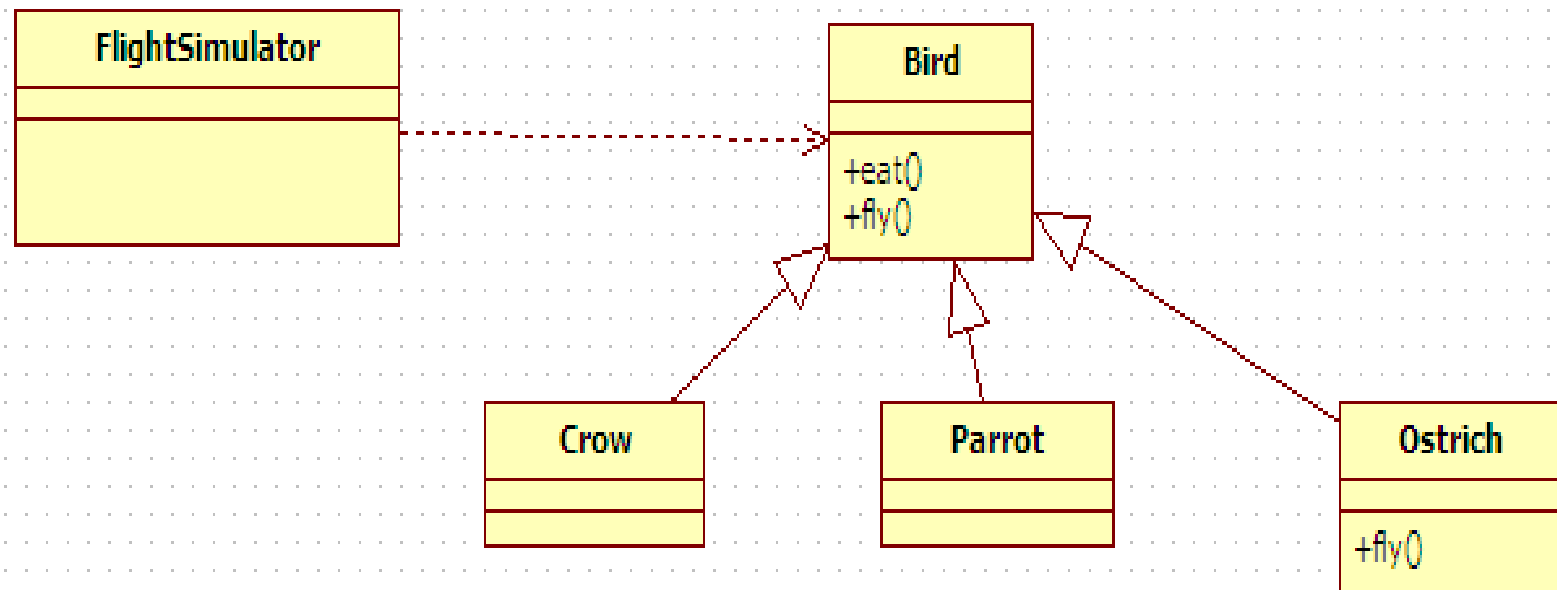 FlightSimulator
Bird
+eat()
+fly()
Crow
Parrot
Ostrich
+fly()